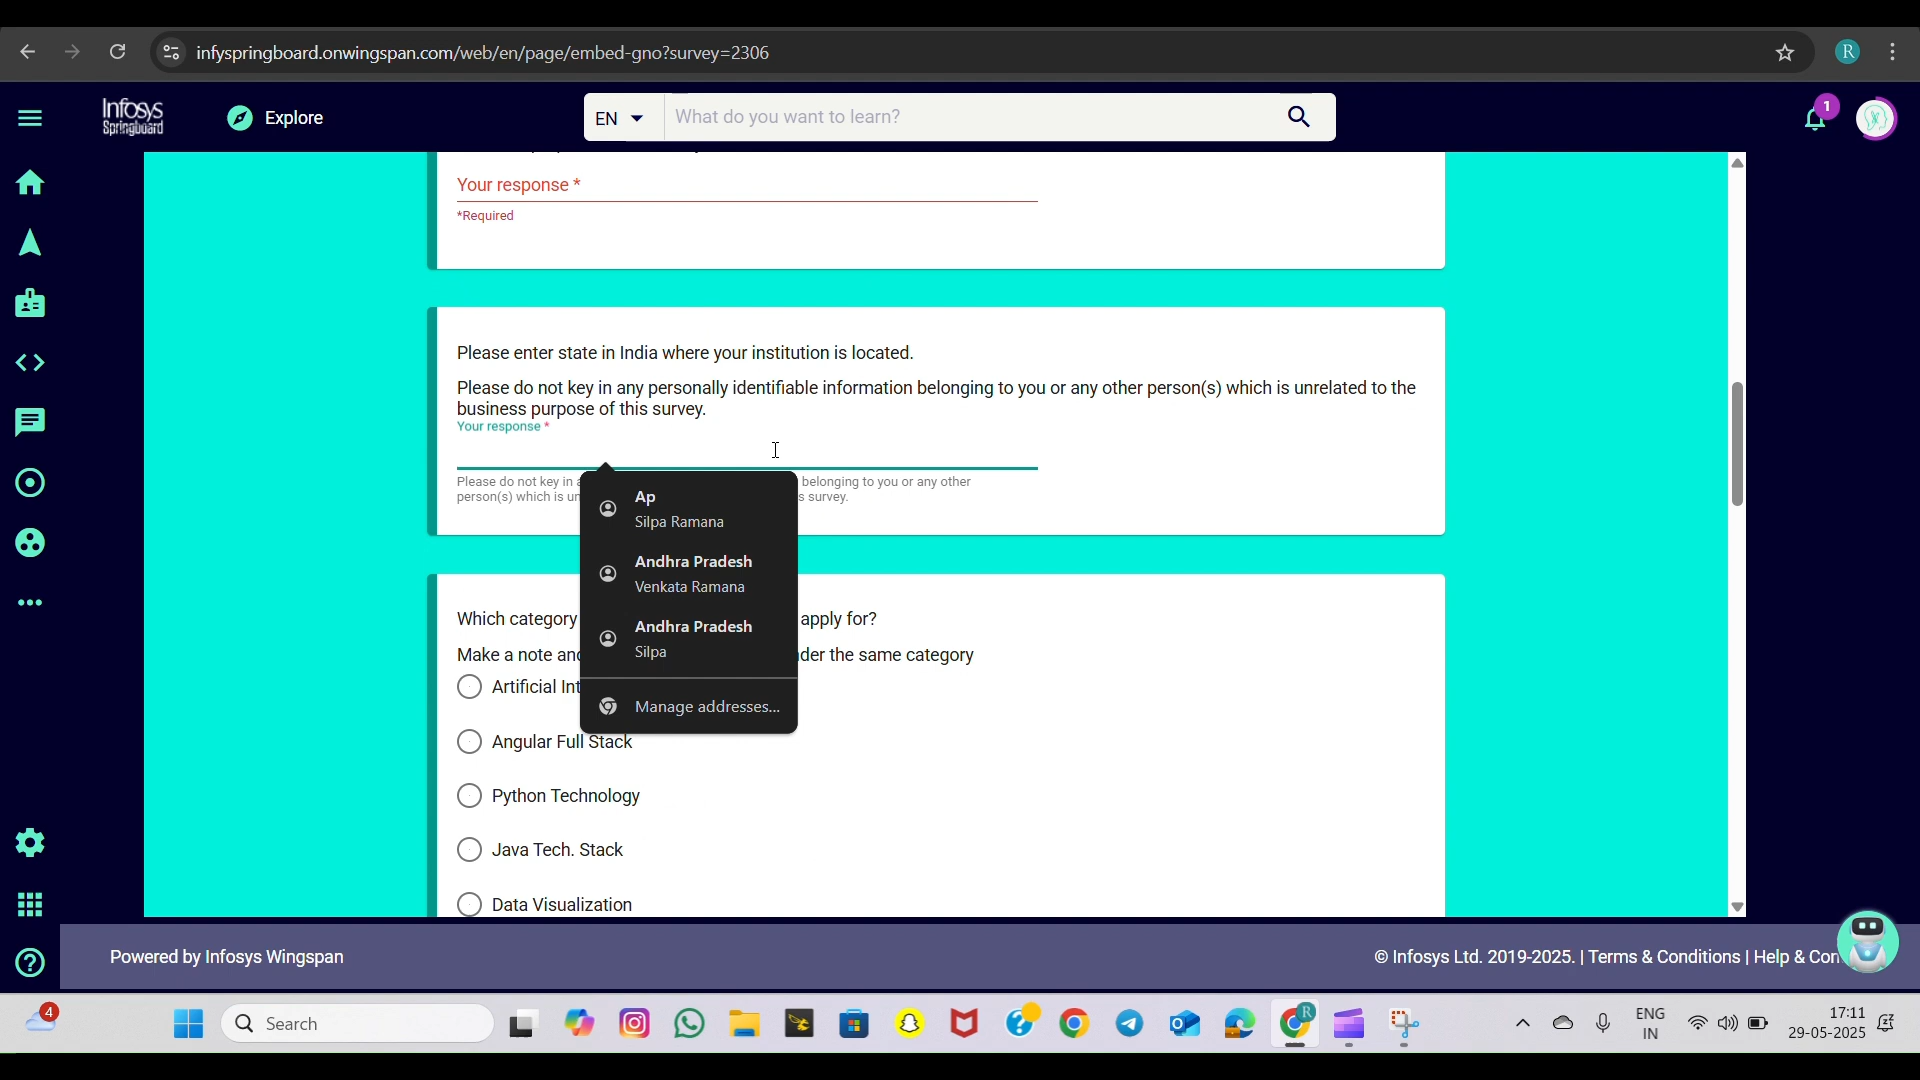 infyspringboard.onwingspan.com/web/en/page/embed-gno?survey=2306
R
Infosys
Springboard
Explore
EN
What do you want to learn?
1
Your response *
*Required
Please enter state in India where your institution is located.
Please do not key in any personally identifiable information belonging to you or any other person(s) which is unrelated to the
business purpose of this survey.
Your response *
Please do not key in belonging to you or any other
person(s) which is s survey.
Ap
Silpa Ramana
Andhra Pradesh
Venkata Ramana
Andhra Pradesh
Silpa
Manage addresses...
Which category apply for?
Make a note the same category
Artificial
Angular Full Stack
Python Technology
Java Tech. Stack
Data Visualization
Powered by Infosys Wingspan
© Infosys Ltd. 2019-2025. | Terms & Conditions | Help &
4
Search
R
ENG
IN
17:11
29-05-2025